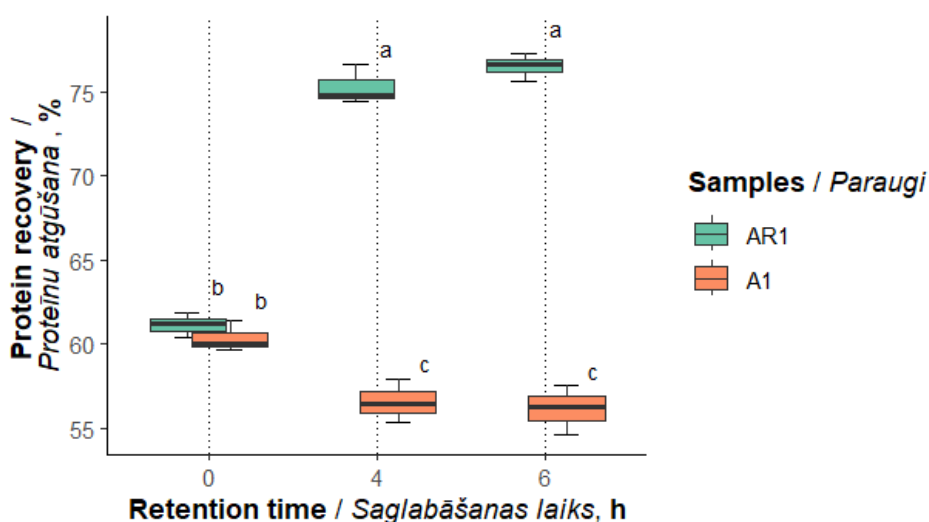 Protein recovery /
Proteīnu atgūšana , %
75
70
65
60
55
a
a
b
b
c
c
0
4
6
Retention time / Saglabāšanas laiks, h
Samples / Paraugi
AR1
A1